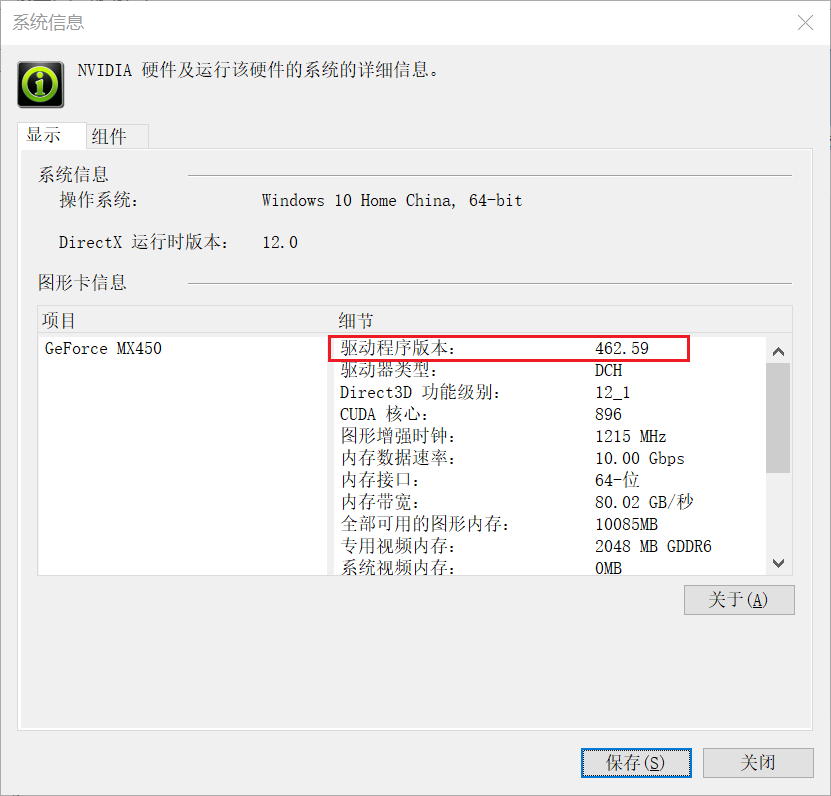 系统信息
NVIDIA 硬件及运行该硬件的系统的详细信息。
显示 组件
系统信息
操作系统: Windows 10 Home China, 64-bit
DirectX 运行时版本: 12.0
图形卡信息
项目 细节
GeForce MX450 驱动程序版本: 462.59
驱动器类型: DCH
Direct3D 功能级别: 12_1
CUDA 核心: 896
图形增强时钟: 1215 MHz
内存数据速率: 10.00 Gbps
内存接口: 64-位
内存带宽: 80.02 GB/秒
全部可用的图形内存: 10085MB
专用视频内存: 2048 MB GDDR6
系统视频内存: 0MB
关于(A)
保存(S) 关闭